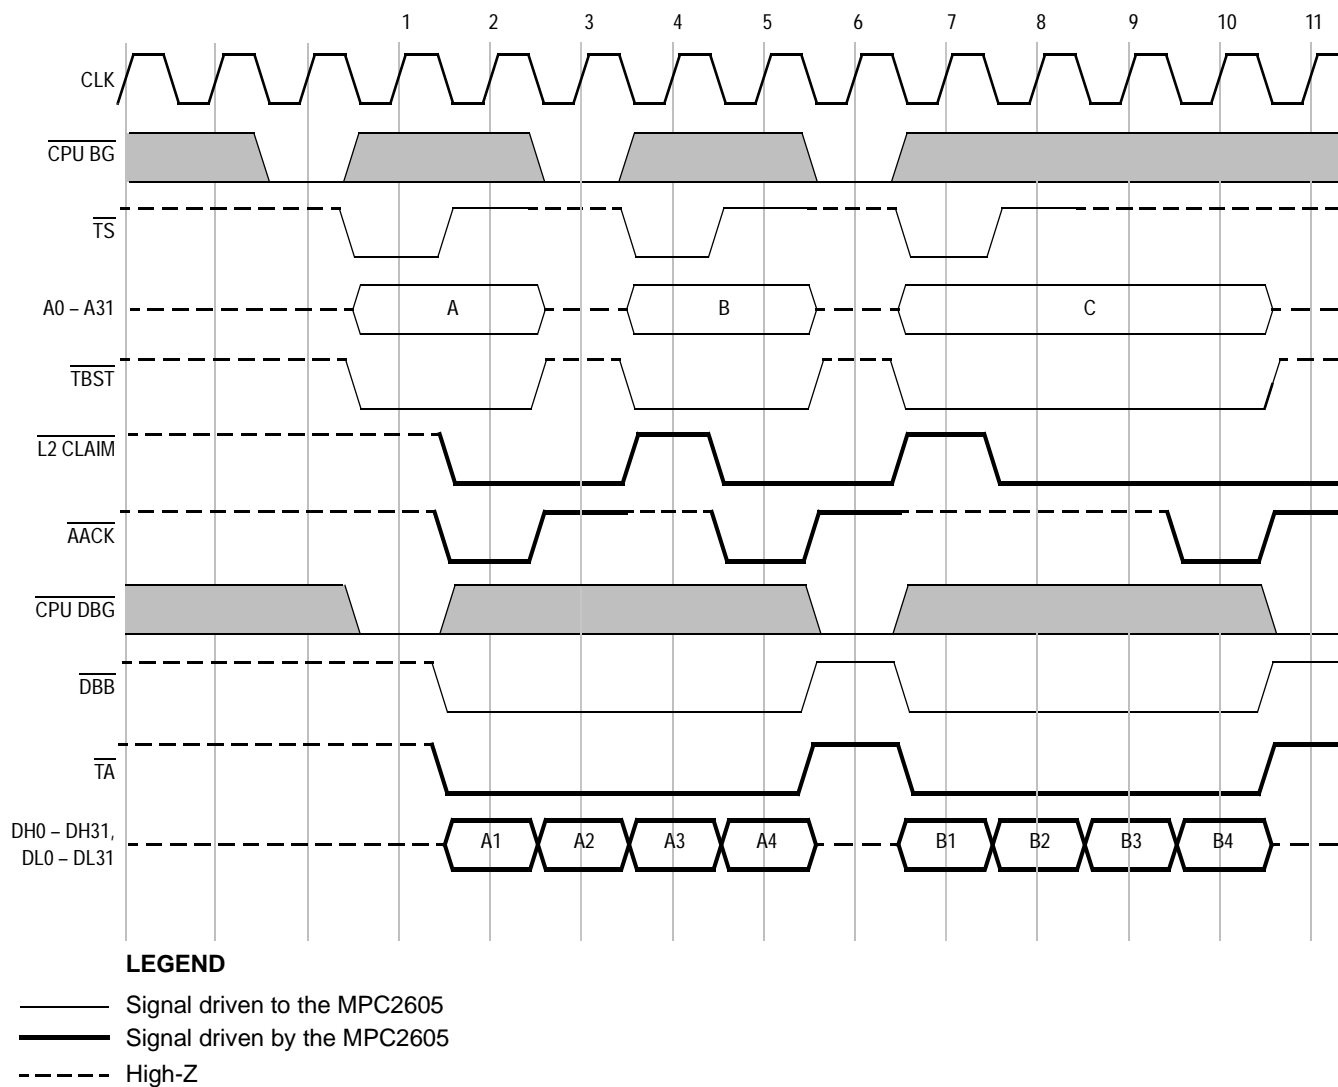 1 2 3 4 5 6 7 8 9 10 11
CLK
CPU BG
TS
A0 – A31
A B C
TBST
L2 CLAIM
AACK
CPU DBG
DBB
TA
DH0 – DH31,
DL0 – DL31
A1 A2 A3 A4 B1 B2 B3 B4
LEGEND
Signal driven to the MPC2605
Signal driven by the MPC2605
High-Z